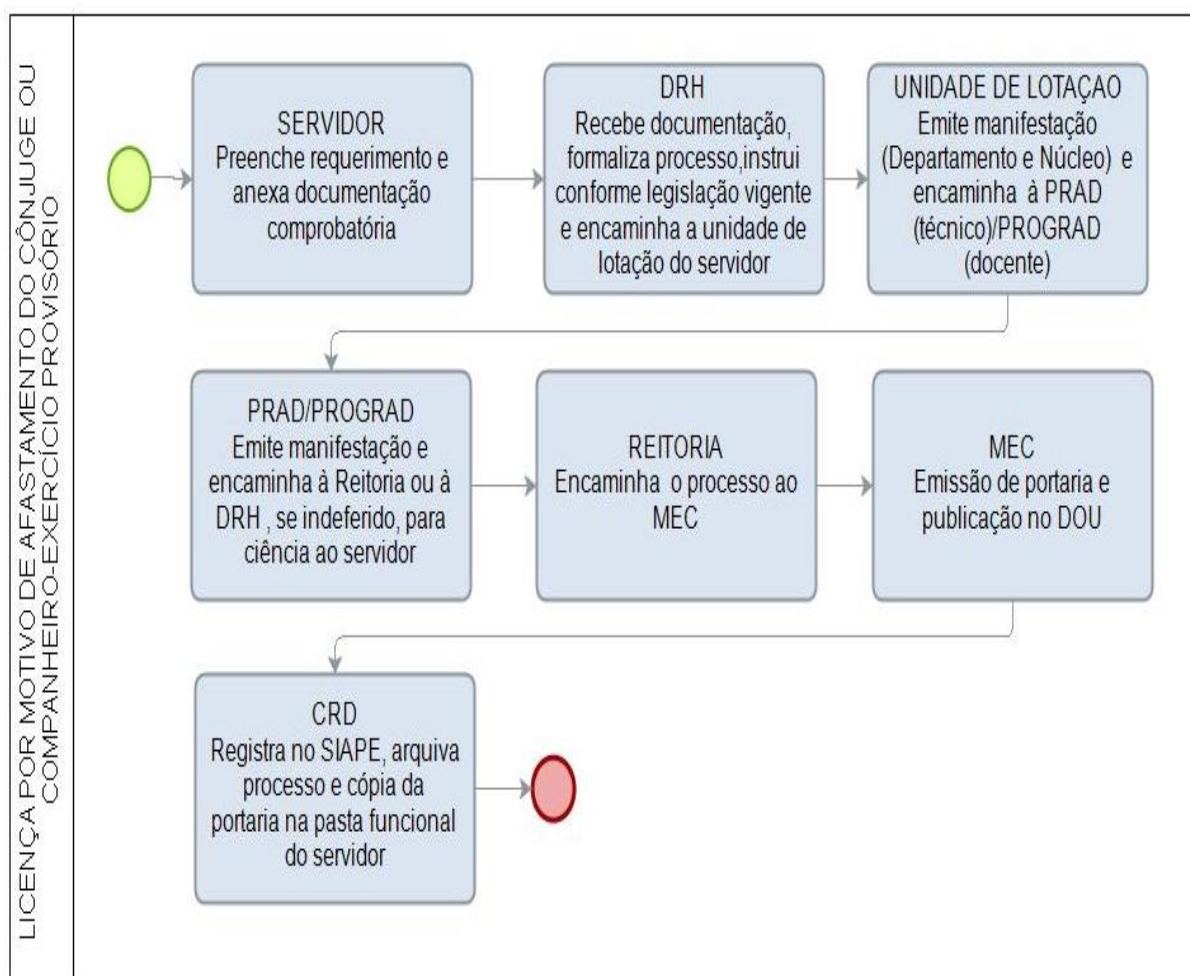 LICENÇA POR MOTIVO DE AFASTAMENTO DO CÔNJUGE OU
COMPANHEIRO-EXERCÍCIO PROVISÓRIO
SERVIDOR
Preenche requerimento e
anexa documentação
comprobatória
DRH
Recebe documentação,
formaliza processo,instrui
conforme legislação vigente
e encaminha a unidade de
lotação do servidor
UNIDADE DE LOTAÇAO
Emite manifestação
(Departamento e Núcleo) e
encaminha à PRAD
(técnico)/PROGRAD
(docente)
PRAD/PROGRAD
Emite manifestação e
encaminha à Reitoria ou à
DRH , se indeferido, para
ciência ao servidor
REITORIA
Encaminha o processo ao
MEC
MEC
Emissão de portaria e
publicação no DOU
CRD
Registra no SIAPE, arquiva
processo e cópia da
portaria na pasta funcional
do servidor